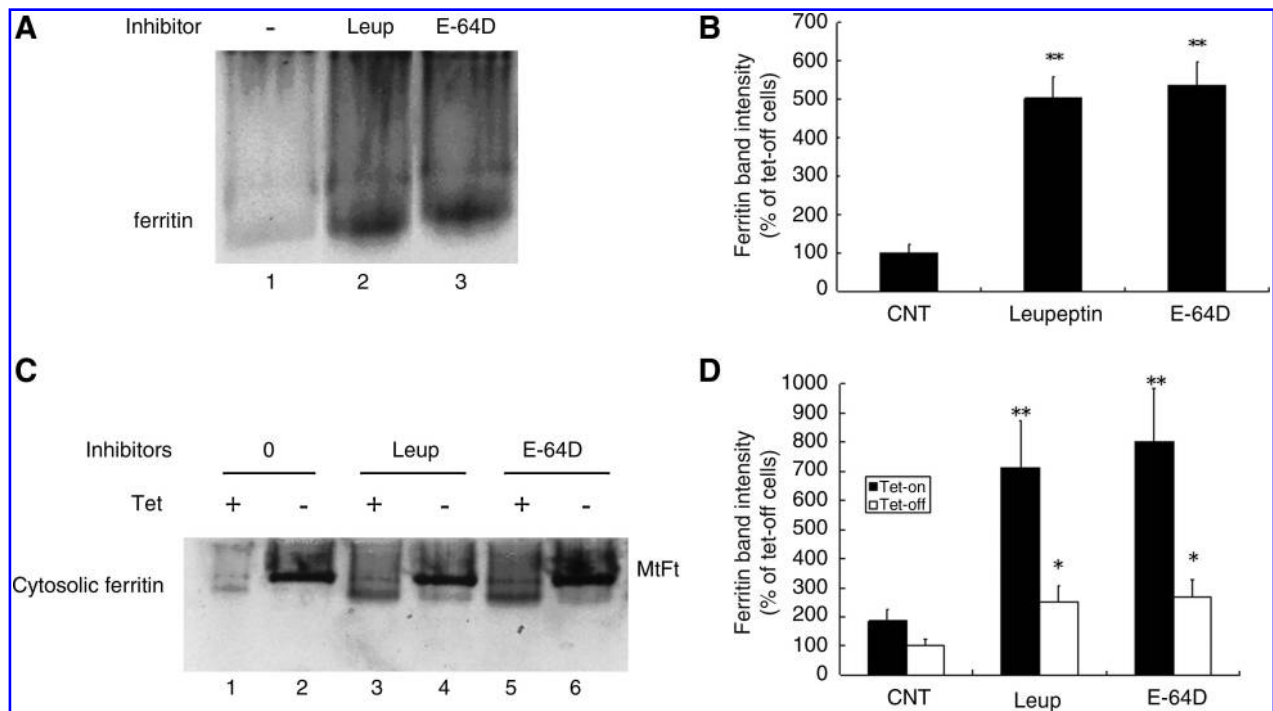 A
Inhibitor - Leup E-64D
ferritin
1 2 3
B
Ferritin band intensity
(% of tet-off cells)
700
600
500
400
300
200
100
0
** **
CNT Leupeptin E-64D
C
Inhibitors 0 Leup E-64D
Tet + - + - + -
Cytosolic ferritin
MtFt
1 2 3 4 5 6
D
Ferritin band intensity
(% of tet-off cells)
1000
900
800
700
600
500
400
300
200
100
0
Tet-on
Tet-off
** **
* *
CNT Leup E-64D